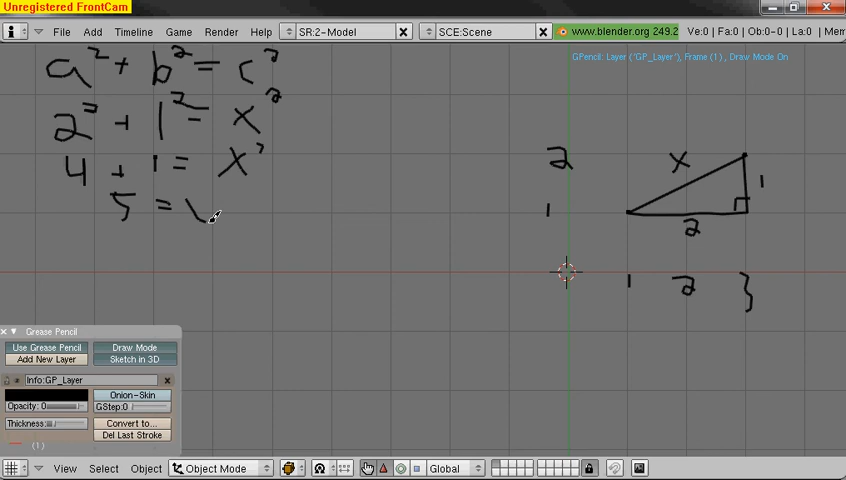 Unregistered FrontCam
File Add Timeline Game Render Help SR:2-Model SCE:Scene www.blender.org 249.2 Ve:0 | Fa:0 | Ob:0-0 | La:0 | Mem
GPencil: Layer ("GP_Layer"), Frame (1) , Draw Mode On
a² + b² = c²
2² + 1² = x²
4 + 1 = x²
5 =
2
x
1
1
2
1 2 3
Grease Pencil
Use Grease Pencil Draw Mode
Add New Layer Sketch in 3D
Info:GP_Layer
Onion-Skin
Opacity: 0 GStep:0
Thickness: Convert to...
Del Last Stroke
(1)
View Select Object Object Mode Global